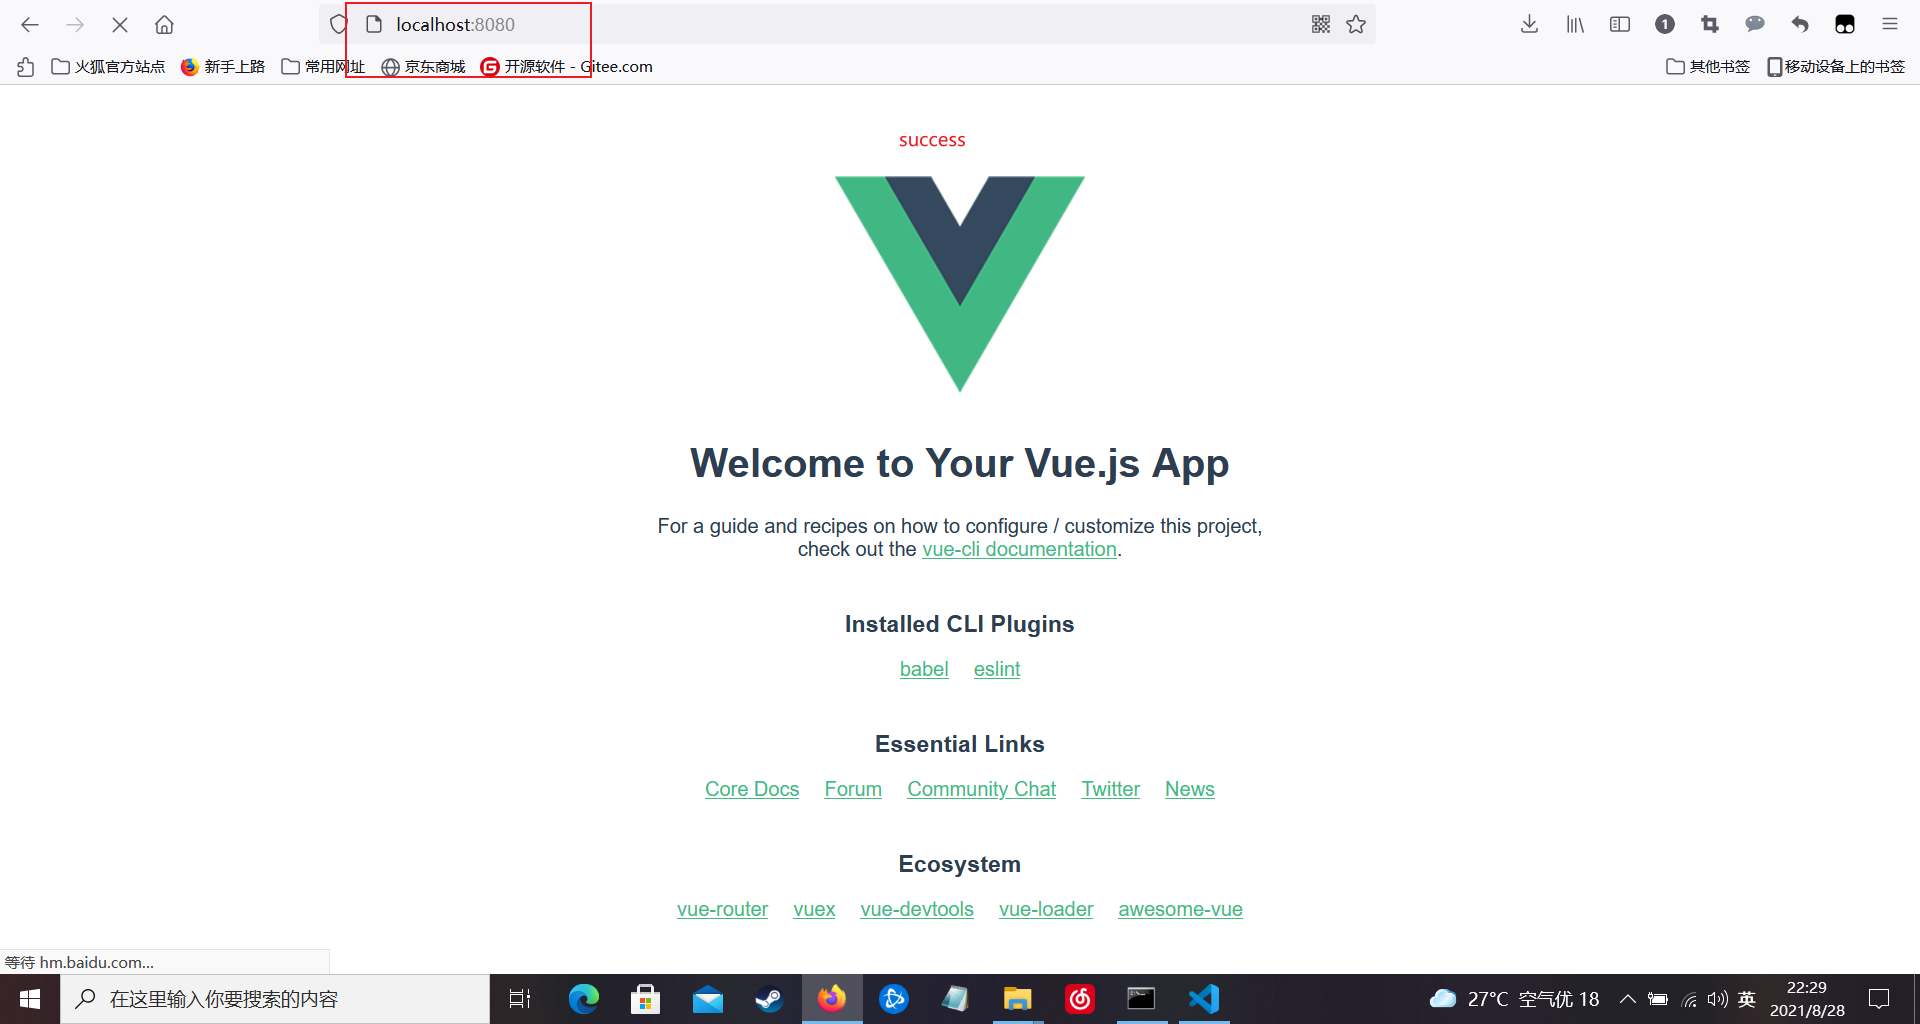 localhost:8080
火狐官方站点 新手上路 常用网址 京东商城 开源软件 - Gitee.com 其他书签 移动设备上的书签
success
Welcome to Your Vue.js App
For a guide and recipes on how to configure / customize this project,
check out the vue-cli documentation.
Installed CLI Plugins
babel eslint
Essential Links
Core Docs Forum Community Chat Twitter News
Ecosystem
vue-router vuex vue-devtools vue-loader awesome-vue
等待 hm.baidu.com...
在这里输入你要搜索的内容
27°C 空气优 18
英
22:29
2021/8/28